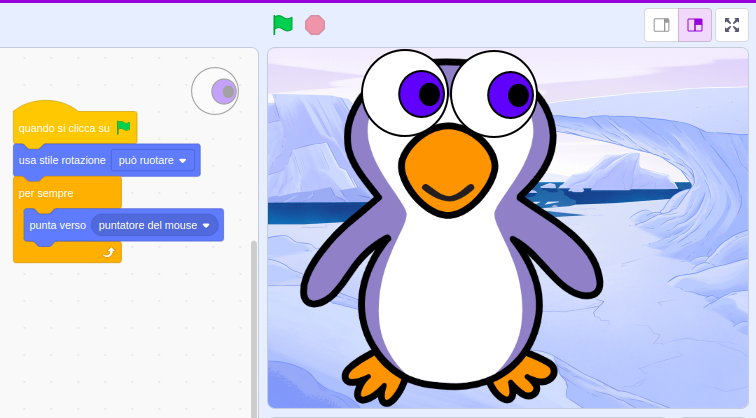 quando si clicca su
usa stile rotazione può ruotare
per sempre
punta verso puntatore del mouse